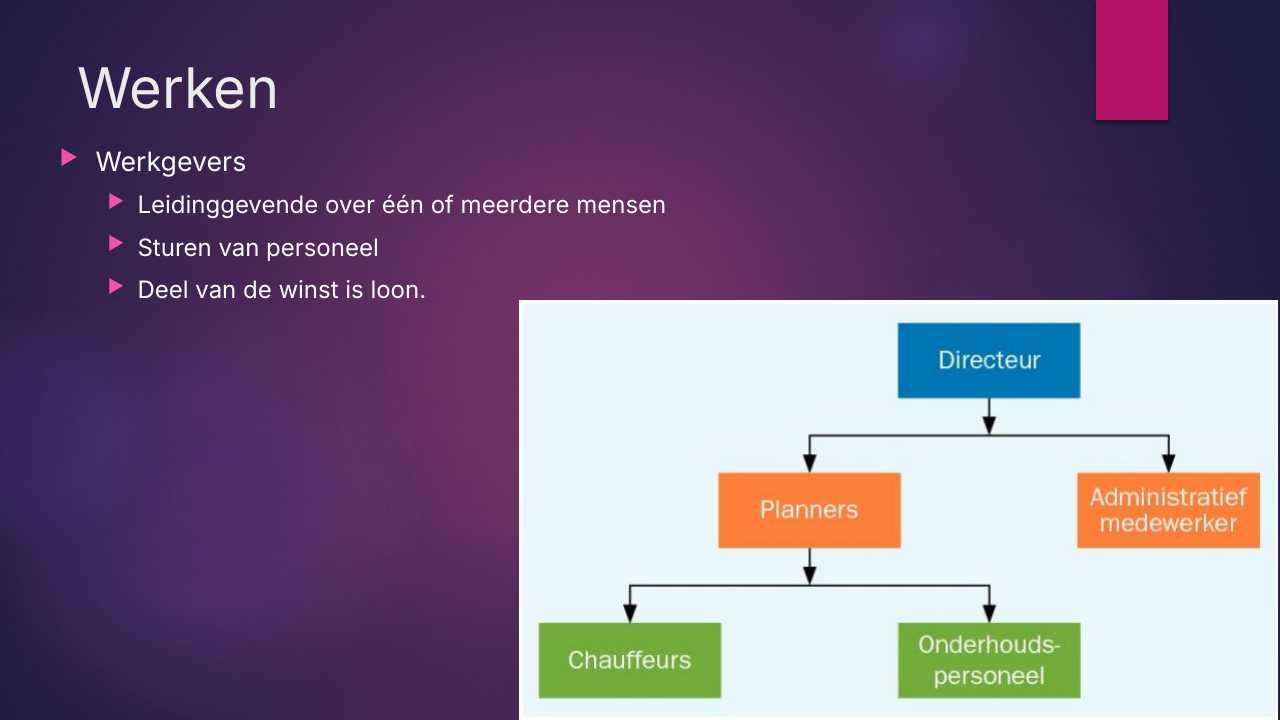 Werken
Werkgevers
Leidinggevende over één of meerdere mensen
Sturen van personeel
Deel van de winst is loon.
Directeur
Planners
Administratief
medewerker
Chauffeurs
Onderhouds-
personeel